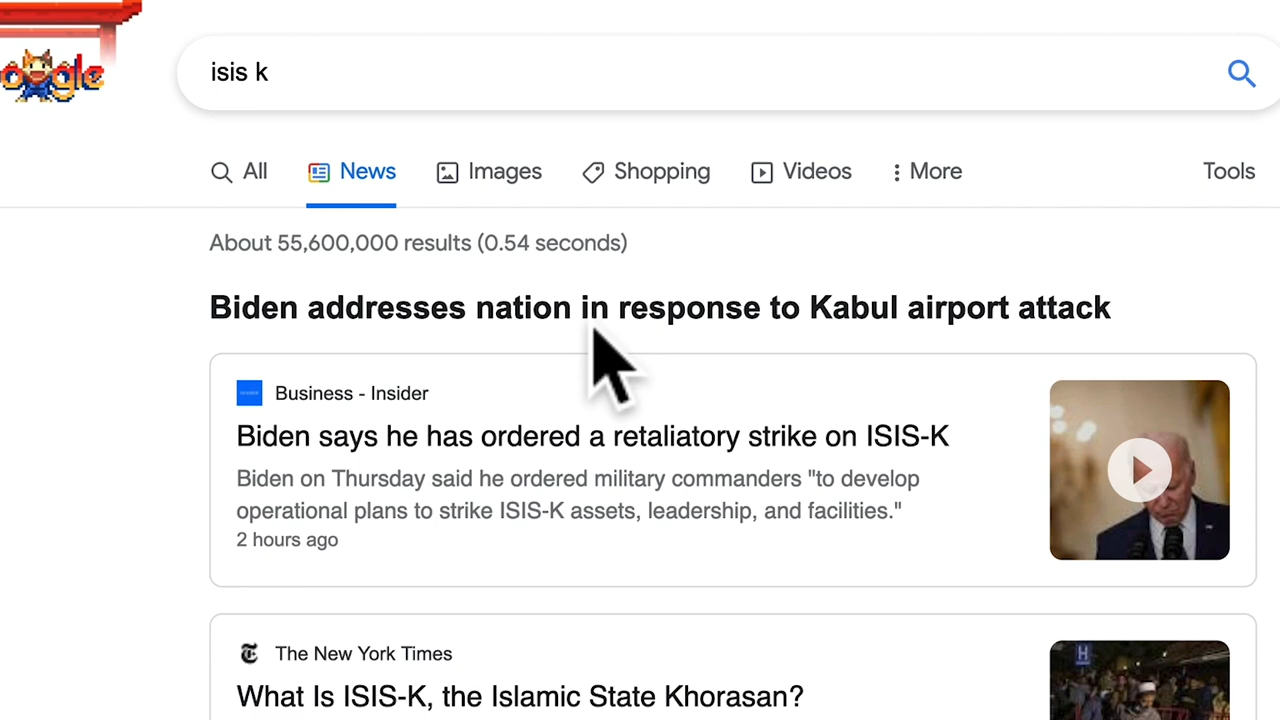 oogle
isis k
All News Images Shopping Videos More Tools
About 55,600,000 results (0.54 seconds)
Biden addresses nation in response to Kabul airport attack
Business - Insider
Biden says he has ordered a retaliatory strike on ISIS-K
Biden on Thursday said he ordered military commanders "to develop
operational plans to strike ISIS-K assets, leadership, and facilities."
2 hours ago
The New York Times
H
What Is ISIS-K, the Islamic State Khorasan?